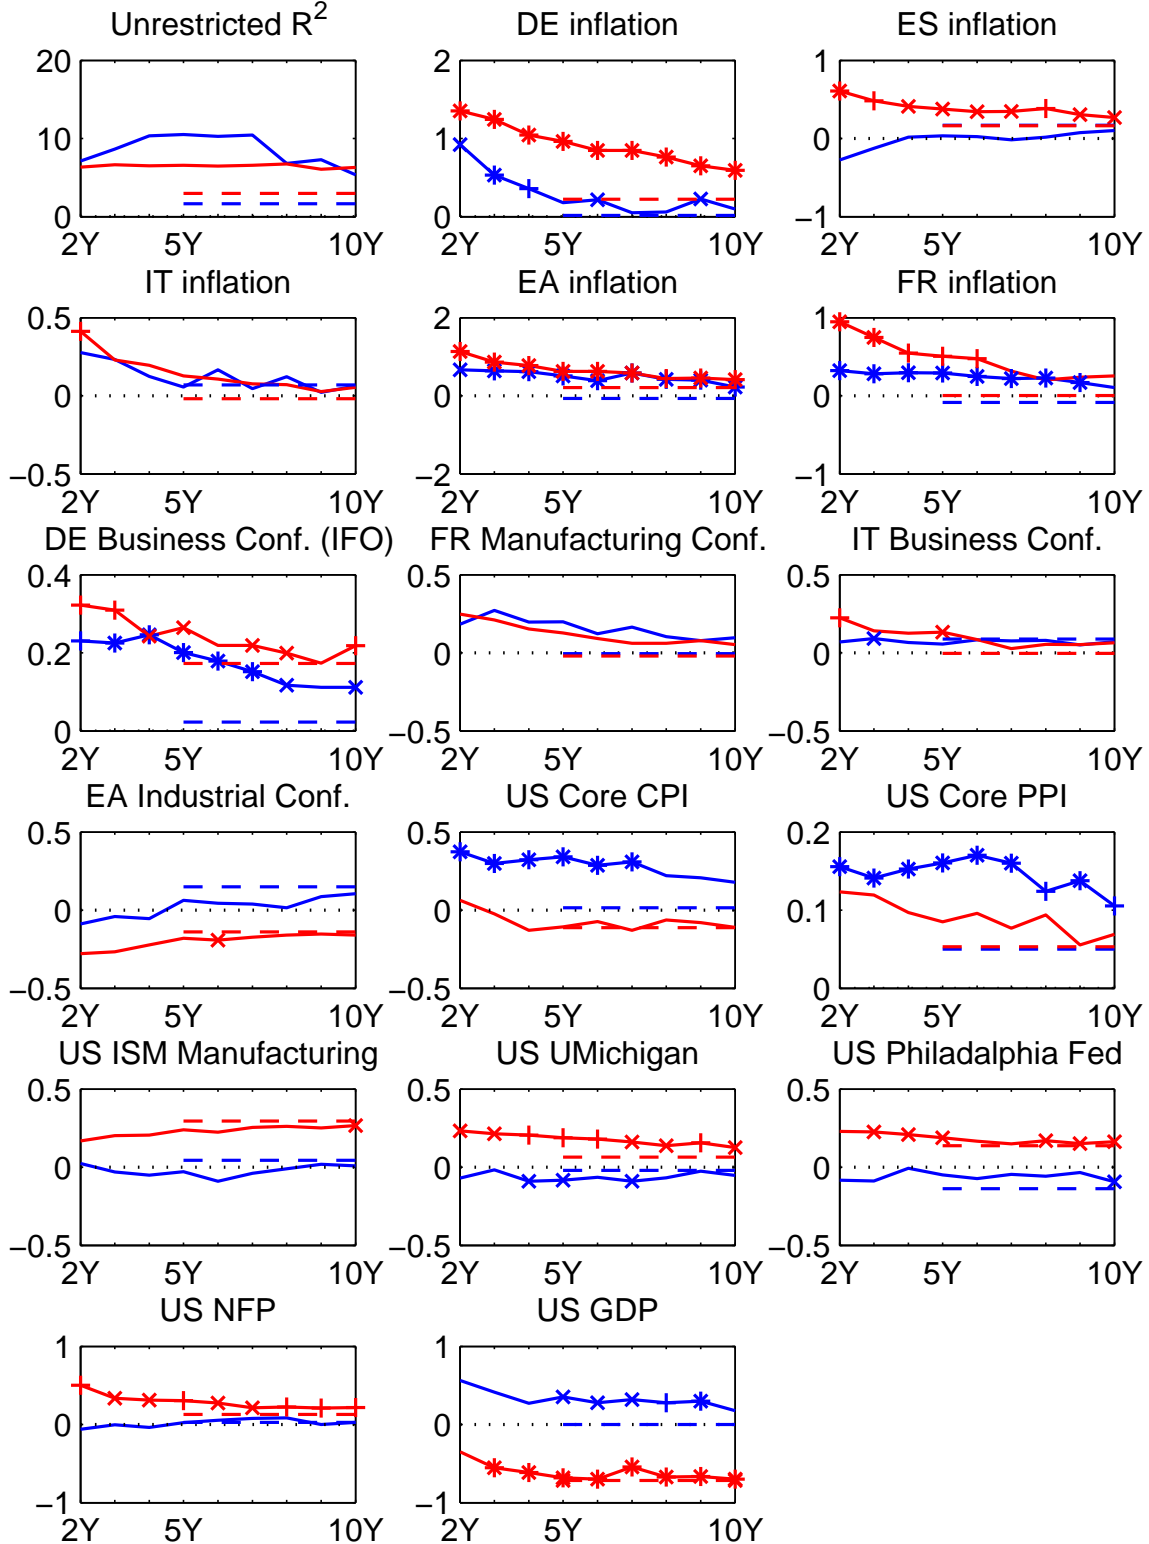 Unrestricted R²
DE inflation
ES inflation
20
10
0
2Y 5Y 10Y
2
1
0
2Y 5Y 10Y
1
0
−1
2Y 5Y 10Y
IT inflation
EA inflation
FR inflation
0.5
0
−0.5
2Y 5Y 10Y
2
0
−2
2Y 5Y 10Y
1
0
−1
2Y 5Y 10Y
DE Business Conf. (IFO)
FR Manufacturing Conf.
IT Business Conf.
0.4
0.2
0
2Y 5Y 10Y
0.5
0
−0.5
2Y 5Y 10Y
0.5
0
−0.5
2Y 5Y 10Y
EA Industrial Conf.
US Core CPI
US Core PPI
0.5
0
−0.5
2Y 5Y 10Y
0.5
0
−0.5
2Y 5Y 10Y
0.2
0.1
0
2Y 5Y 10Y
US ISM Manufacturing
US UMichigan
US Philadalphia Fed
0.5
0
−0.5
2Y 5Y 10Y
0.5
0
−0.5
2Y 5Y 10Y
0.5
0
−0.5
2Y 5Y 10Y
US NFP
US GDP
1
0
−1
2Y 5Y 10Y
1
0
−1
2Y 5Y 10Y